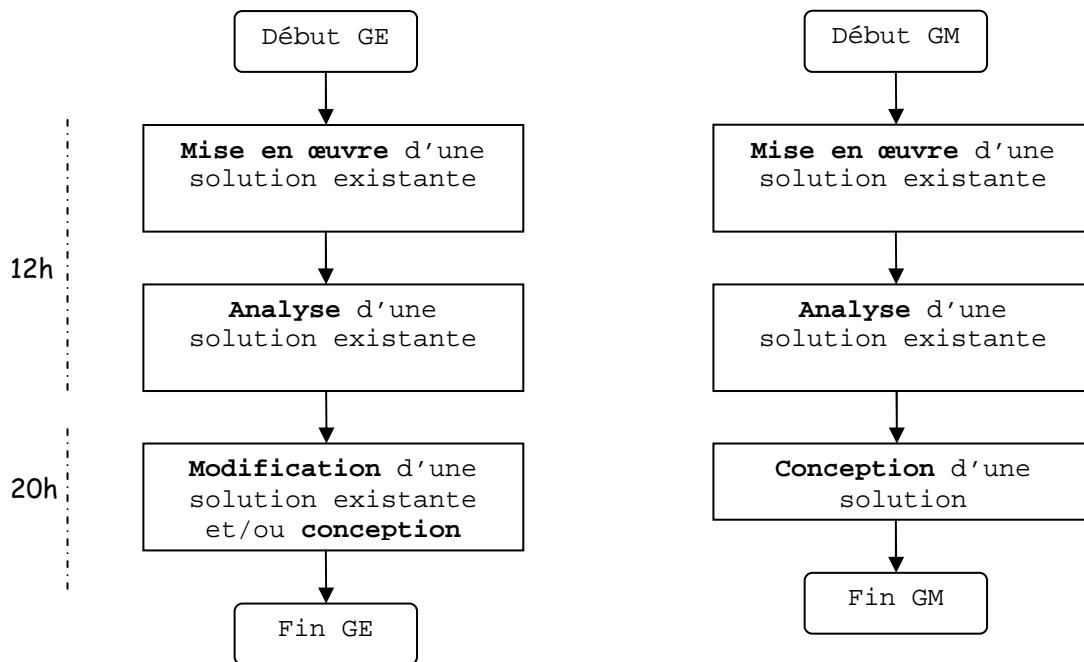 Début GE
Début GM
Mise en œuvre d’une
solution existante
Mise en œuvre d’une
solution existante
12h
Analyse d’une
solution existante
Analyse d’une
solution existante
20h
Modification d’une
solution existante
et/ou conception
Conception d’une
solution
Fin GE
Fin GM